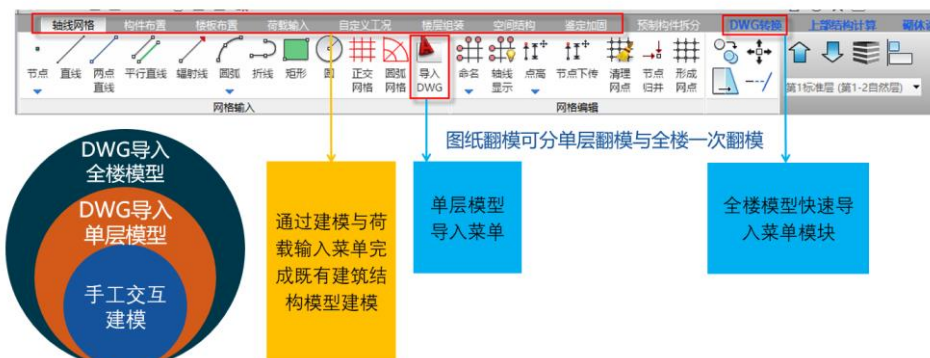 轴线网格 构件布置 楼板布置 荷载输入 自定义工况 楼层组装 空间结构 鉴定加固 预制构件拆分 DWG转换 上部结构计算 砌体
节点 直线 两点直线 平行直线 辐射线 圆弧 折线 矩形 圆 正交网格 圆弧网格 导入DWG 命名 轴线显示 点高 节点下传 清理网点 节点归并 形成网点
第1标准层 (第1-2自然层)
网格输入 网格编辑
图纸翻模可分单层翻模与全楼一次翻模
DWG导入
全楼模型
DWG导入
单层模型
手工交互
建模
通过建模与荷
载输入菜单完
成既有建筑结
构模型建模
单层模型
导入菜单
全楼模型快速导
入菜单模块